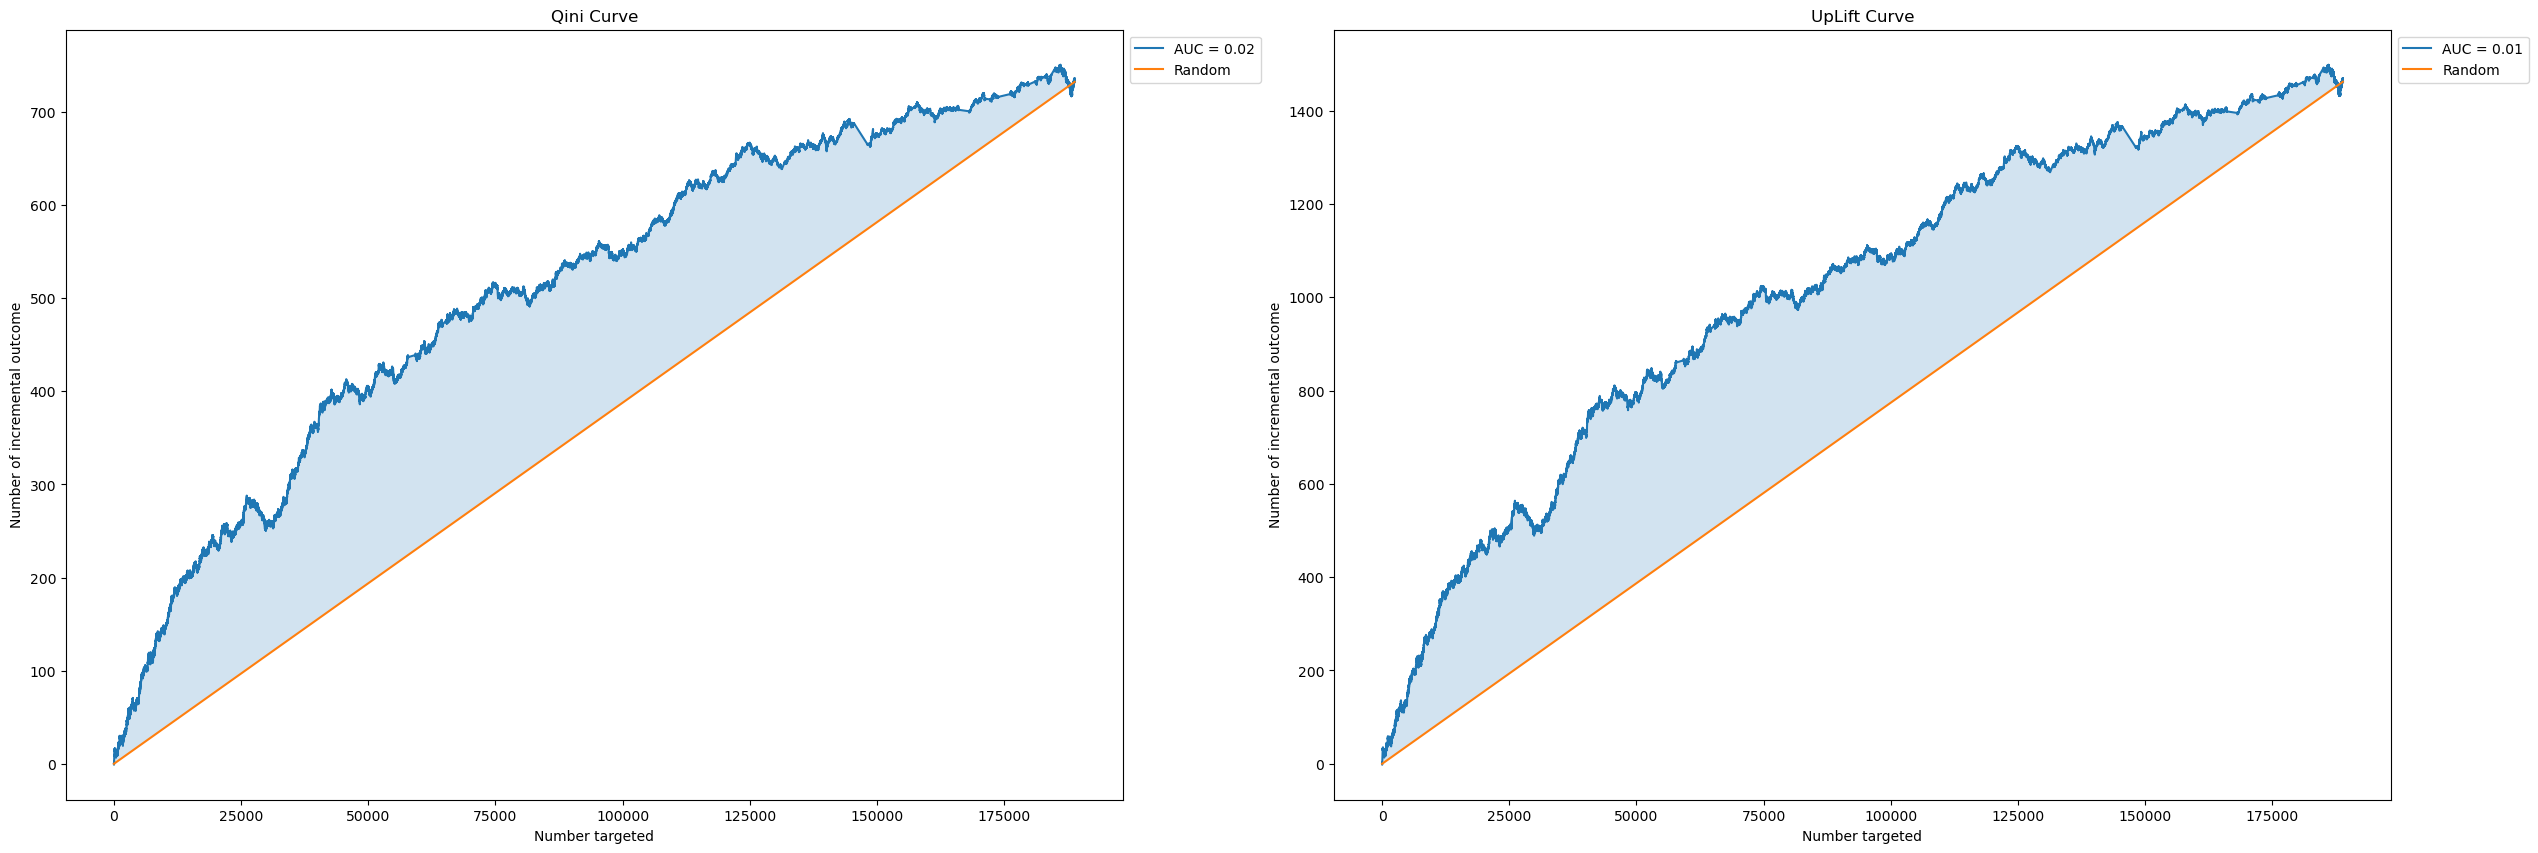 Qini Curve
AUC = 0.02
Random
700
600
500
400
300
200
100
0
Number of incremental outcome
0 25000 50000 75000 100000 125000 150000 175000
Number targeted
UpLift Curve
AUC = 0.01
Random
1400
1200
1000
800
600
400
200
0
Number of incremental outcome
0 25000 50000 75000 100000 125000 150000 175000
Number targeted